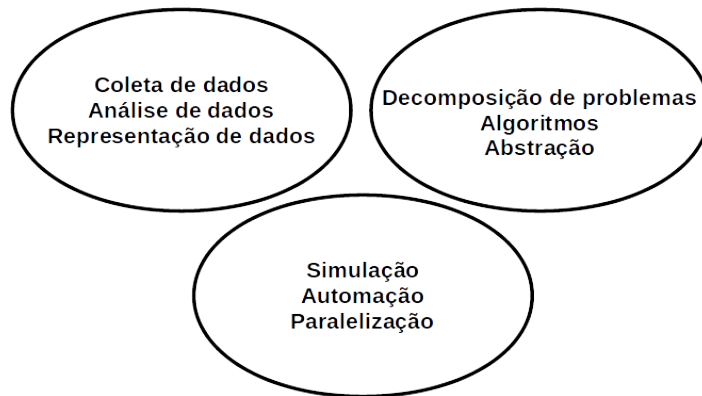 Coleta de dados
Análise de dados
Representação de dados
Decomposição de problemas
Algoritmos
Abstração
Simulação
Automação
Paralelização